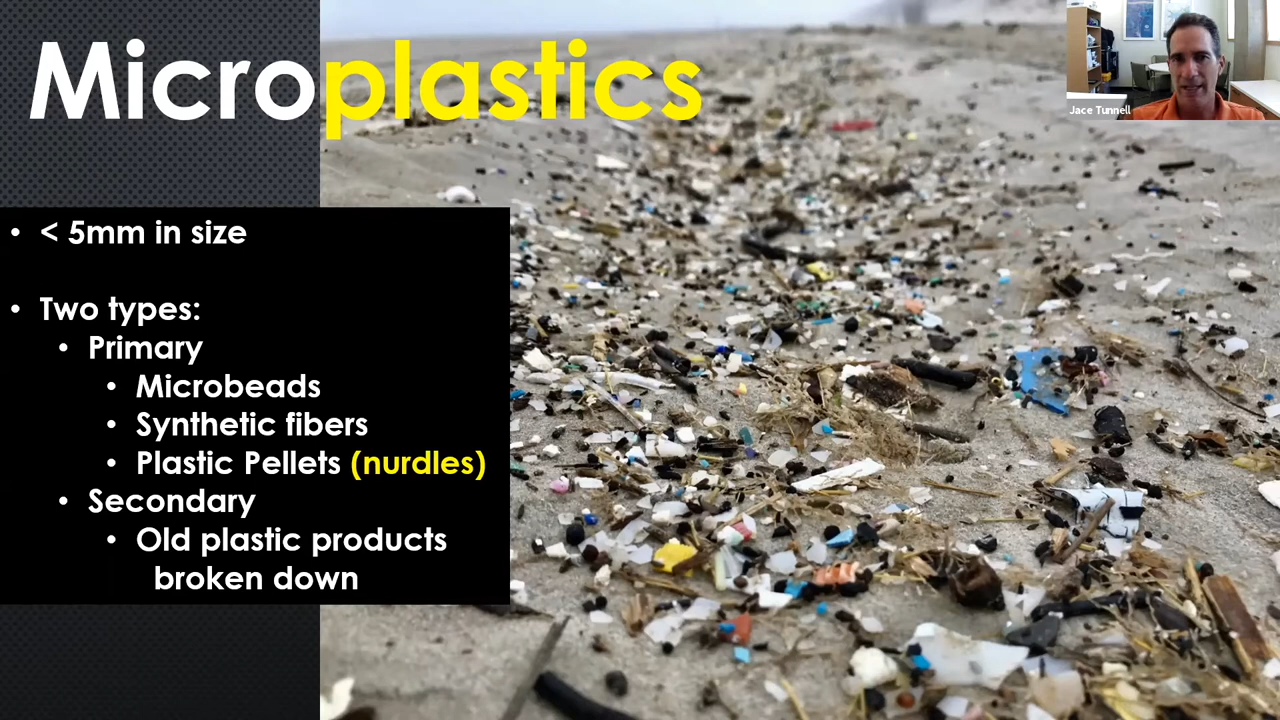 Microplastics
Jace Tunnell
• < 5mm in size
• Two types:
• Primary
• Microbeads
• Synthetic fibers
• Plastic Pellets (nurdles)
• Secondary
• Old plastic products
broken down